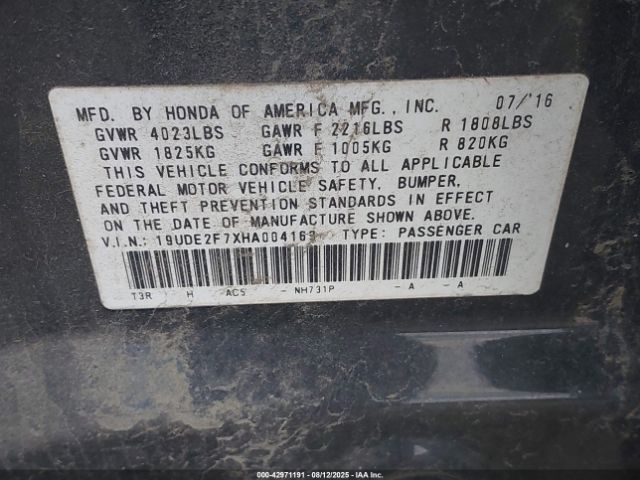 MFD. BY HONDA OF AMERICA MFG., INC. 07/'16
GVWR 4023LBS GAWR F 2216LBS R 1808LBS
GVWR 1825KG GAWR F 1005KG R 820KG
THIS VEHICLE CONFORMS TO ALL APPLICABLE
FEDERAL MOTOR VEHICLE SAFETY, BUMPER,
AND THEFT PREVENTION STANDARDS IN EFFECT
ON THE DATE OF MANUFACTURE SHOWN ABOVE.
V.I.N.: 19UDE2F7XHA004163 TYPE: PASSENGER CAR
T3R H AC5 - NH731P - A - A
000-42971191 - 08/12/2025 - IAA Inc.